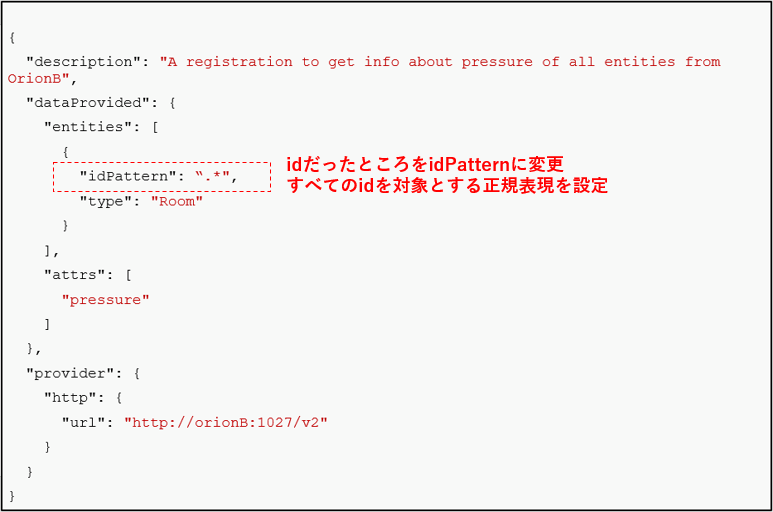 {
"description": "A registration to get info about pressure of all entities from
OrionB",
"dataProvided": {
"entities": [
{
"idPattern": “.*",
"type": "Room"
}
],
"attrs": [
"pressure"
]
},
"provider": {
"http": {
"url": "http://orionB:1027/v2"
}
}
}
idだったところをidPatternに変更
すべてのidを対象とする正規表現を設定